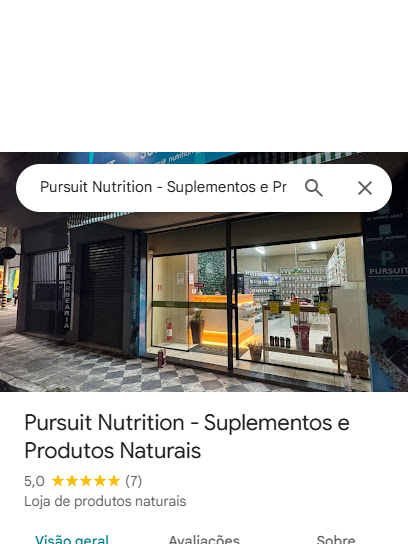 Pursuit Nutrition - Suplementos e Pr
BARBEARIA
PURSUIT
Pursuit Nutrition - Suplementos e
Produtos Naturais
5,0 (7)
Loja de produtos naturais
Visão geral Avaliações Sobre